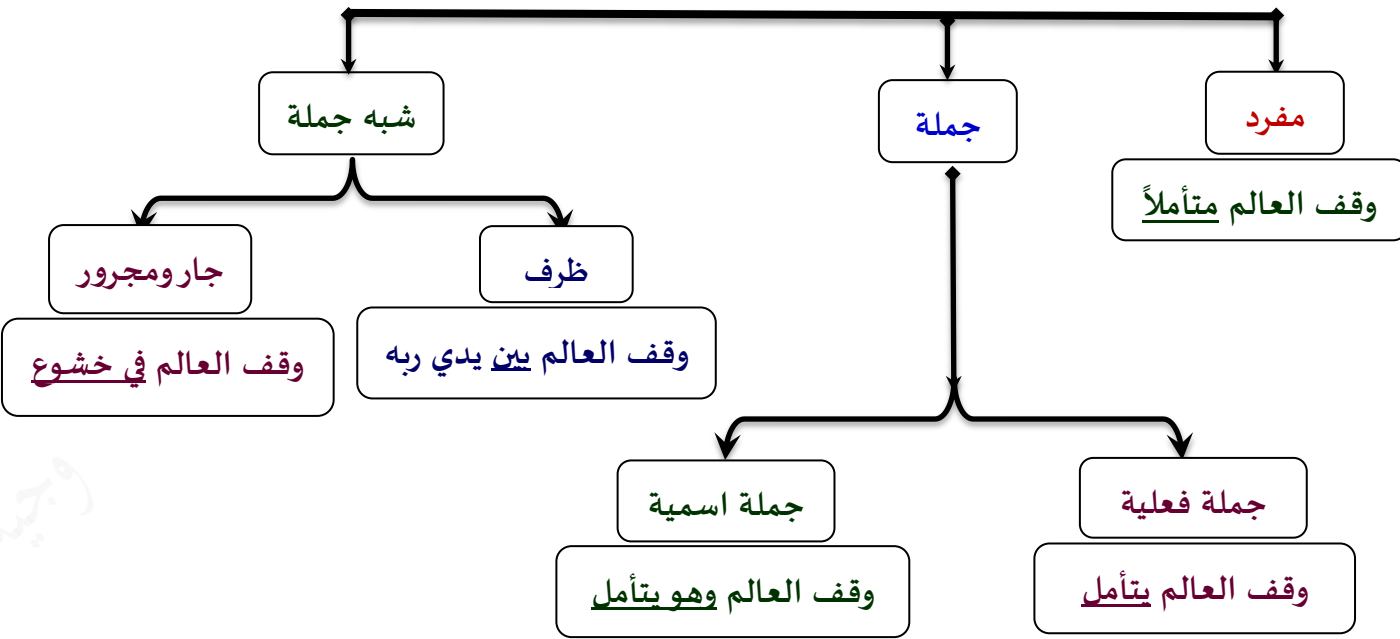 مفرد
وقف العالم متأملاً
جملة
جملة فعلية
وقف العالم يتأمل
جملة اسمية
وقف العالم وهو يتأمل
شبه جملة
ظرف
وقف العالم بين يدي ربه
جار ومجرور
وقف العالم في خشوع